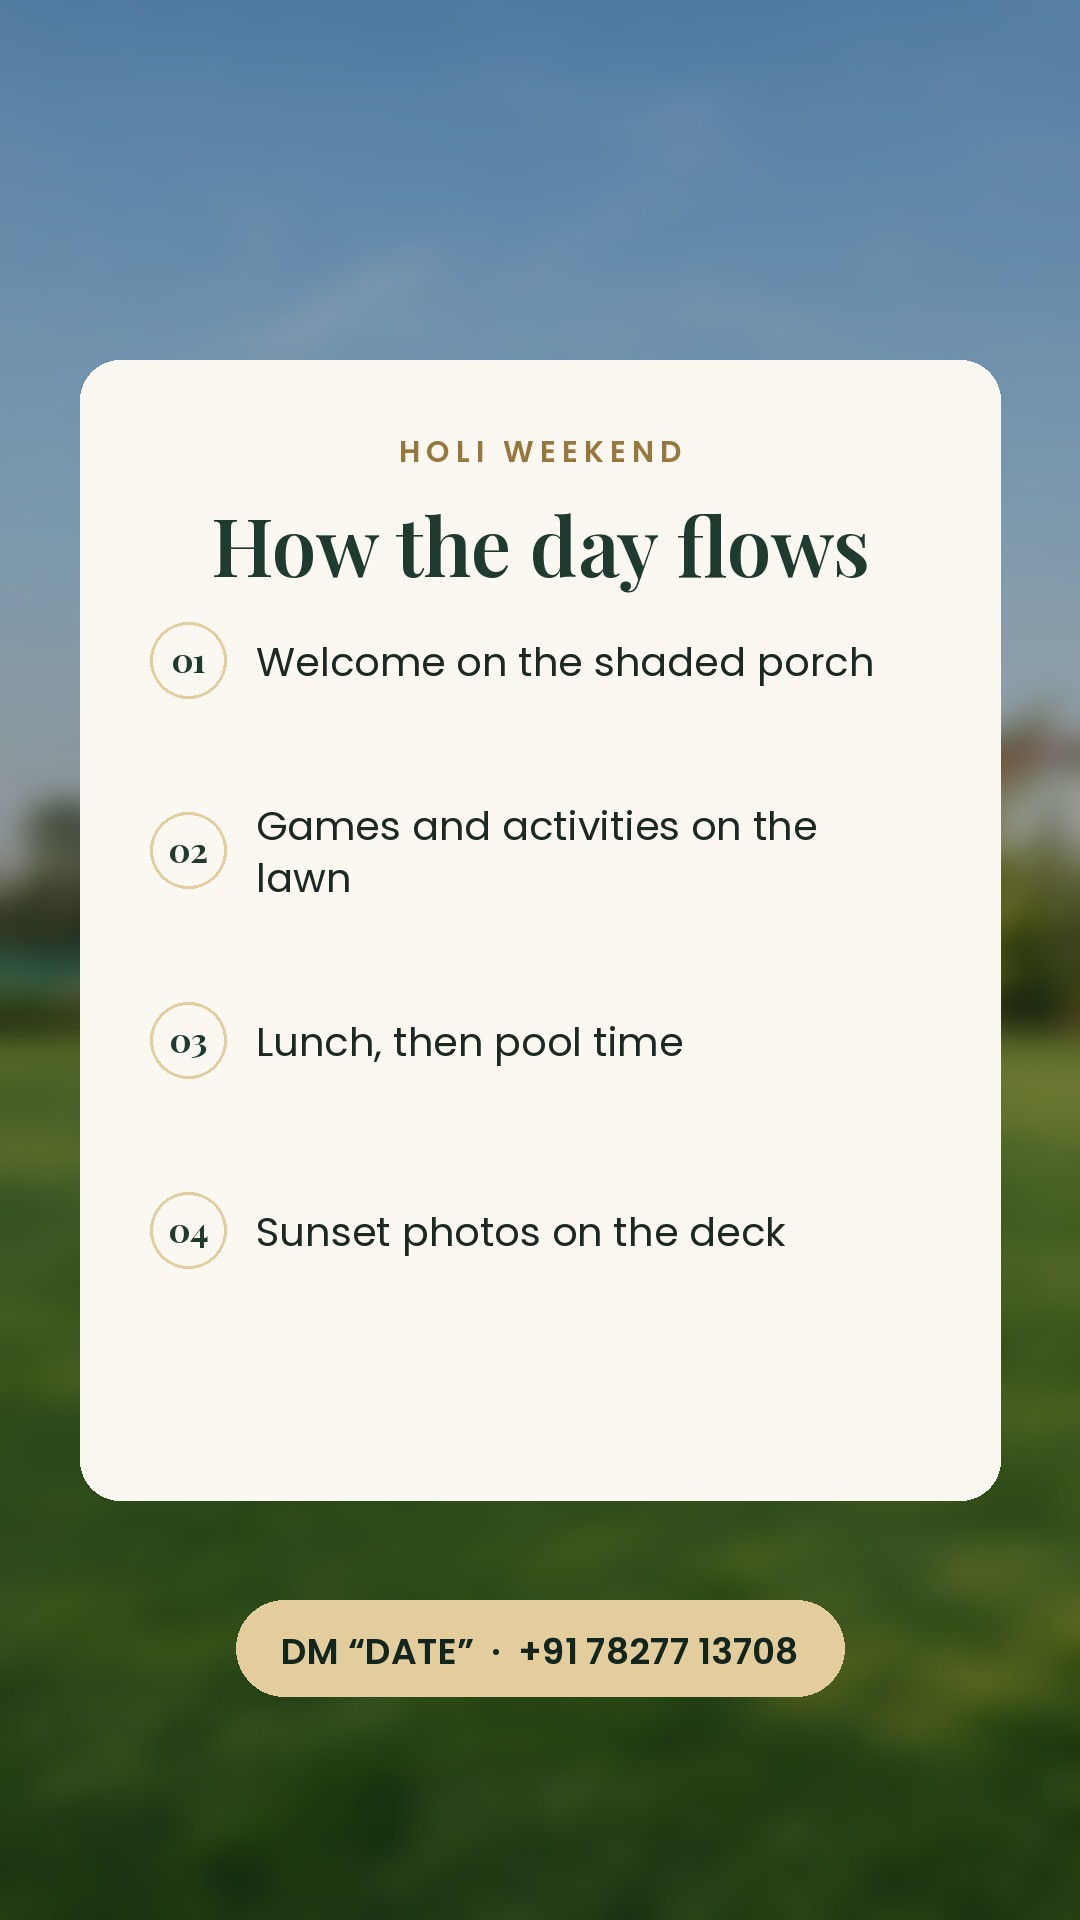 HOLI WEEKEND
How the day flows
01 Welcome on the shaded porch
02 Games and activities on the
lawn
03 Lunch, then pool time
04 Sunset photos on the deck
DM “DATE” · +91 78277 13708